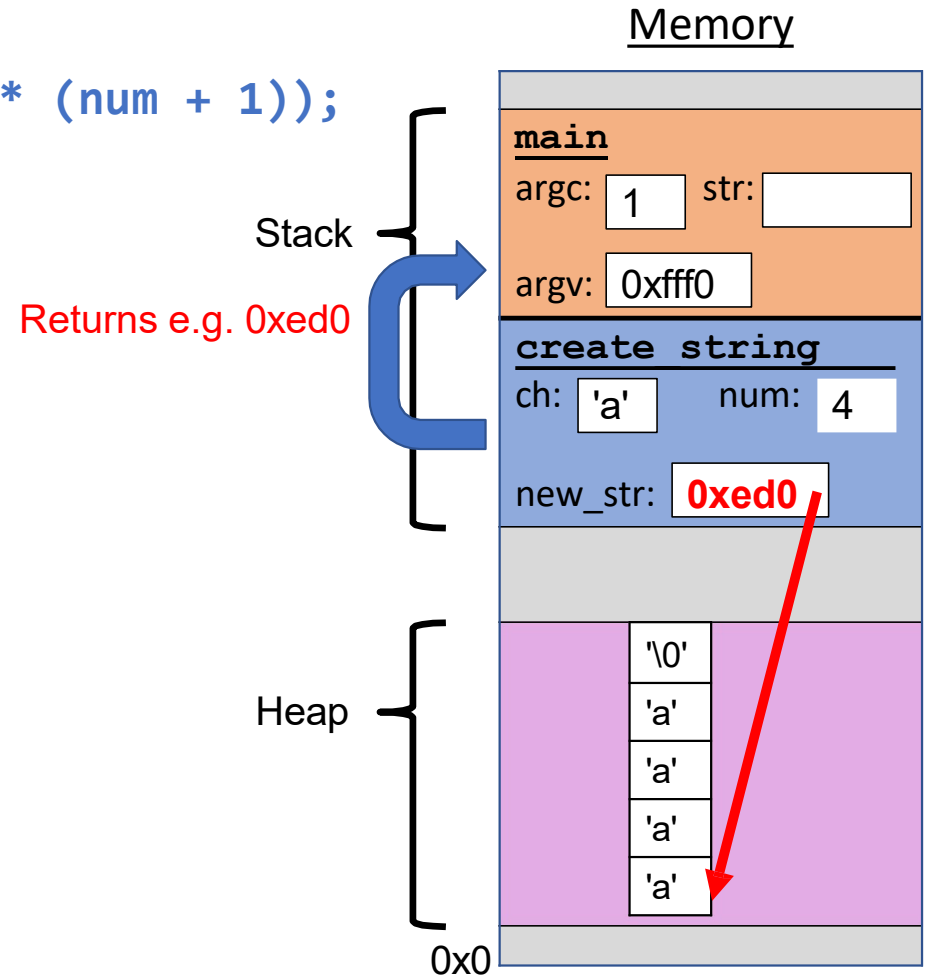 Memory
* (num + 1));
main
argc: 1 str:
Stack
argv: 0xfff0
Returns e.g. 0xed0
create string
ch: 'a' num: 4
new_str: 0xed0
'\0'
Heap
'a'
'a'
'a'
'a'
0x0